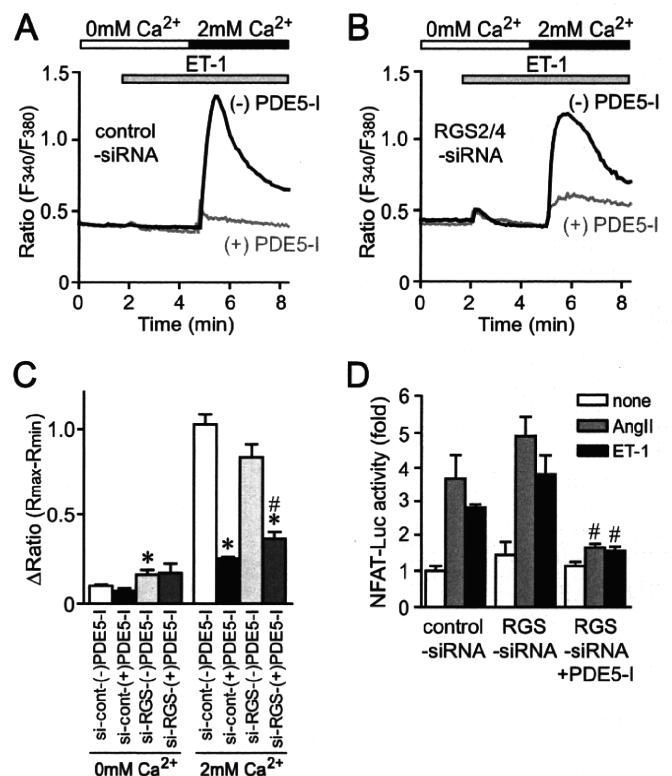 A
0mM Ca2+ 2mM Ca2+
ET-1
1.5
1.0
0.5
0
Ratio (F340/F380)
control
-siRNA
(-) PDE5-I
(+) PDE5-I
0 2 4 6 8
Time (min)
B
0mM Ca2+ 2mM Ca2+
ET-1
1.5
1.0
0.5
0
Ratio (F340/F380)
RGS2/4
-siRNA
(-) PDE5-I
(+) PDE5-I
0 2 4 6 8
Time (min)
C
ΔRatio (Rmax-Rmin)
1.0
0.5
0
*
*
#
*
si-cont-(-)PDE5-I
si-cont-(+)PDE5-I
si-RGS-(-)PDE5-I
si-RGS-(+)PDE5-I
si-cont-(-)PDE5-I
si-cont-(+)PDE5-I
si-RGS-(-)PDE5-I
si-RGS-(+)PDE5-I
0mM Ca2+ 2mM Ca2+
D
NFAT-Luc activity (fold)
6
5
4
3
2
1
0
none
AngII
ET-1
# #
control
-siRNA
RGS
-siRNA
RGS
-siRNA
+PDE5-I